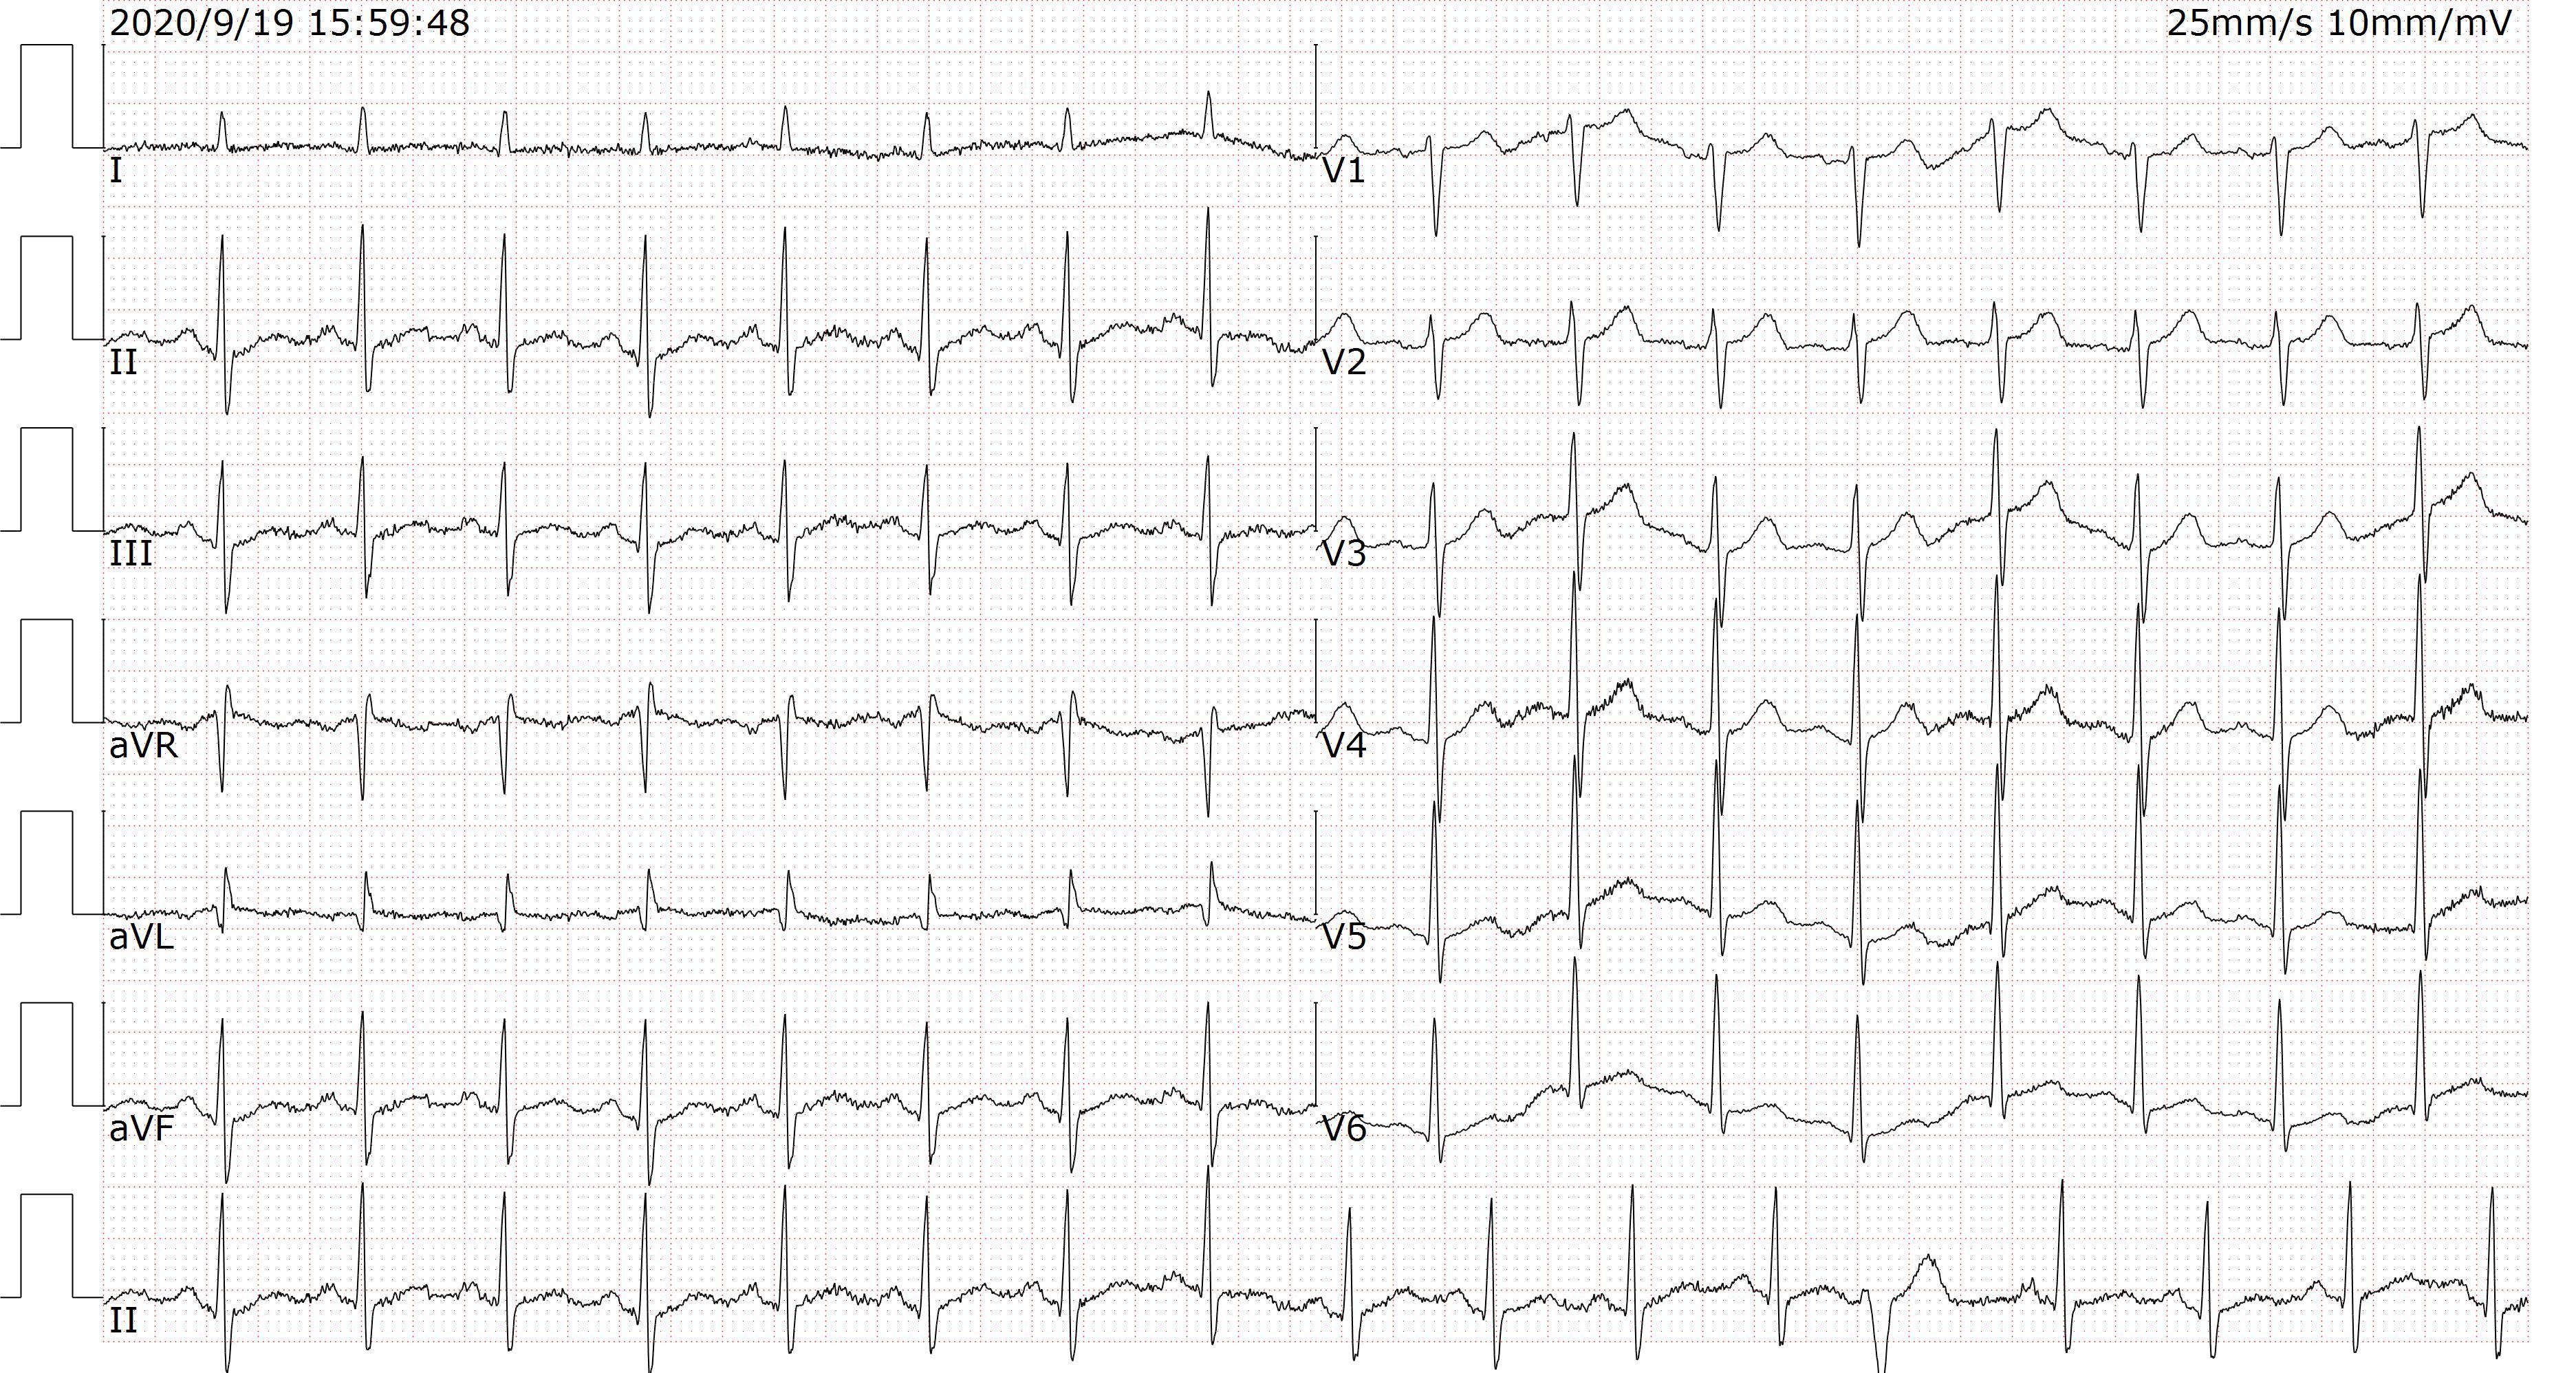 2020/9/19 15:59:48
25mm/s 10mm/mV
I
V1
II
V2
III
V3
aVR
V4
aVL
V5
aVF
V6
II